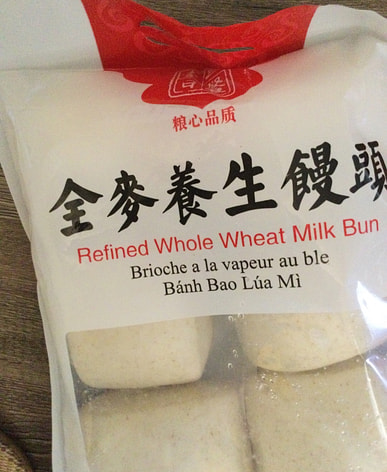 粮心品质
全麥養生饅頭
Refined Whole Wheat Milk Bun
Brioche a la vapeur au ble
Bánh Bao Lúa Mì